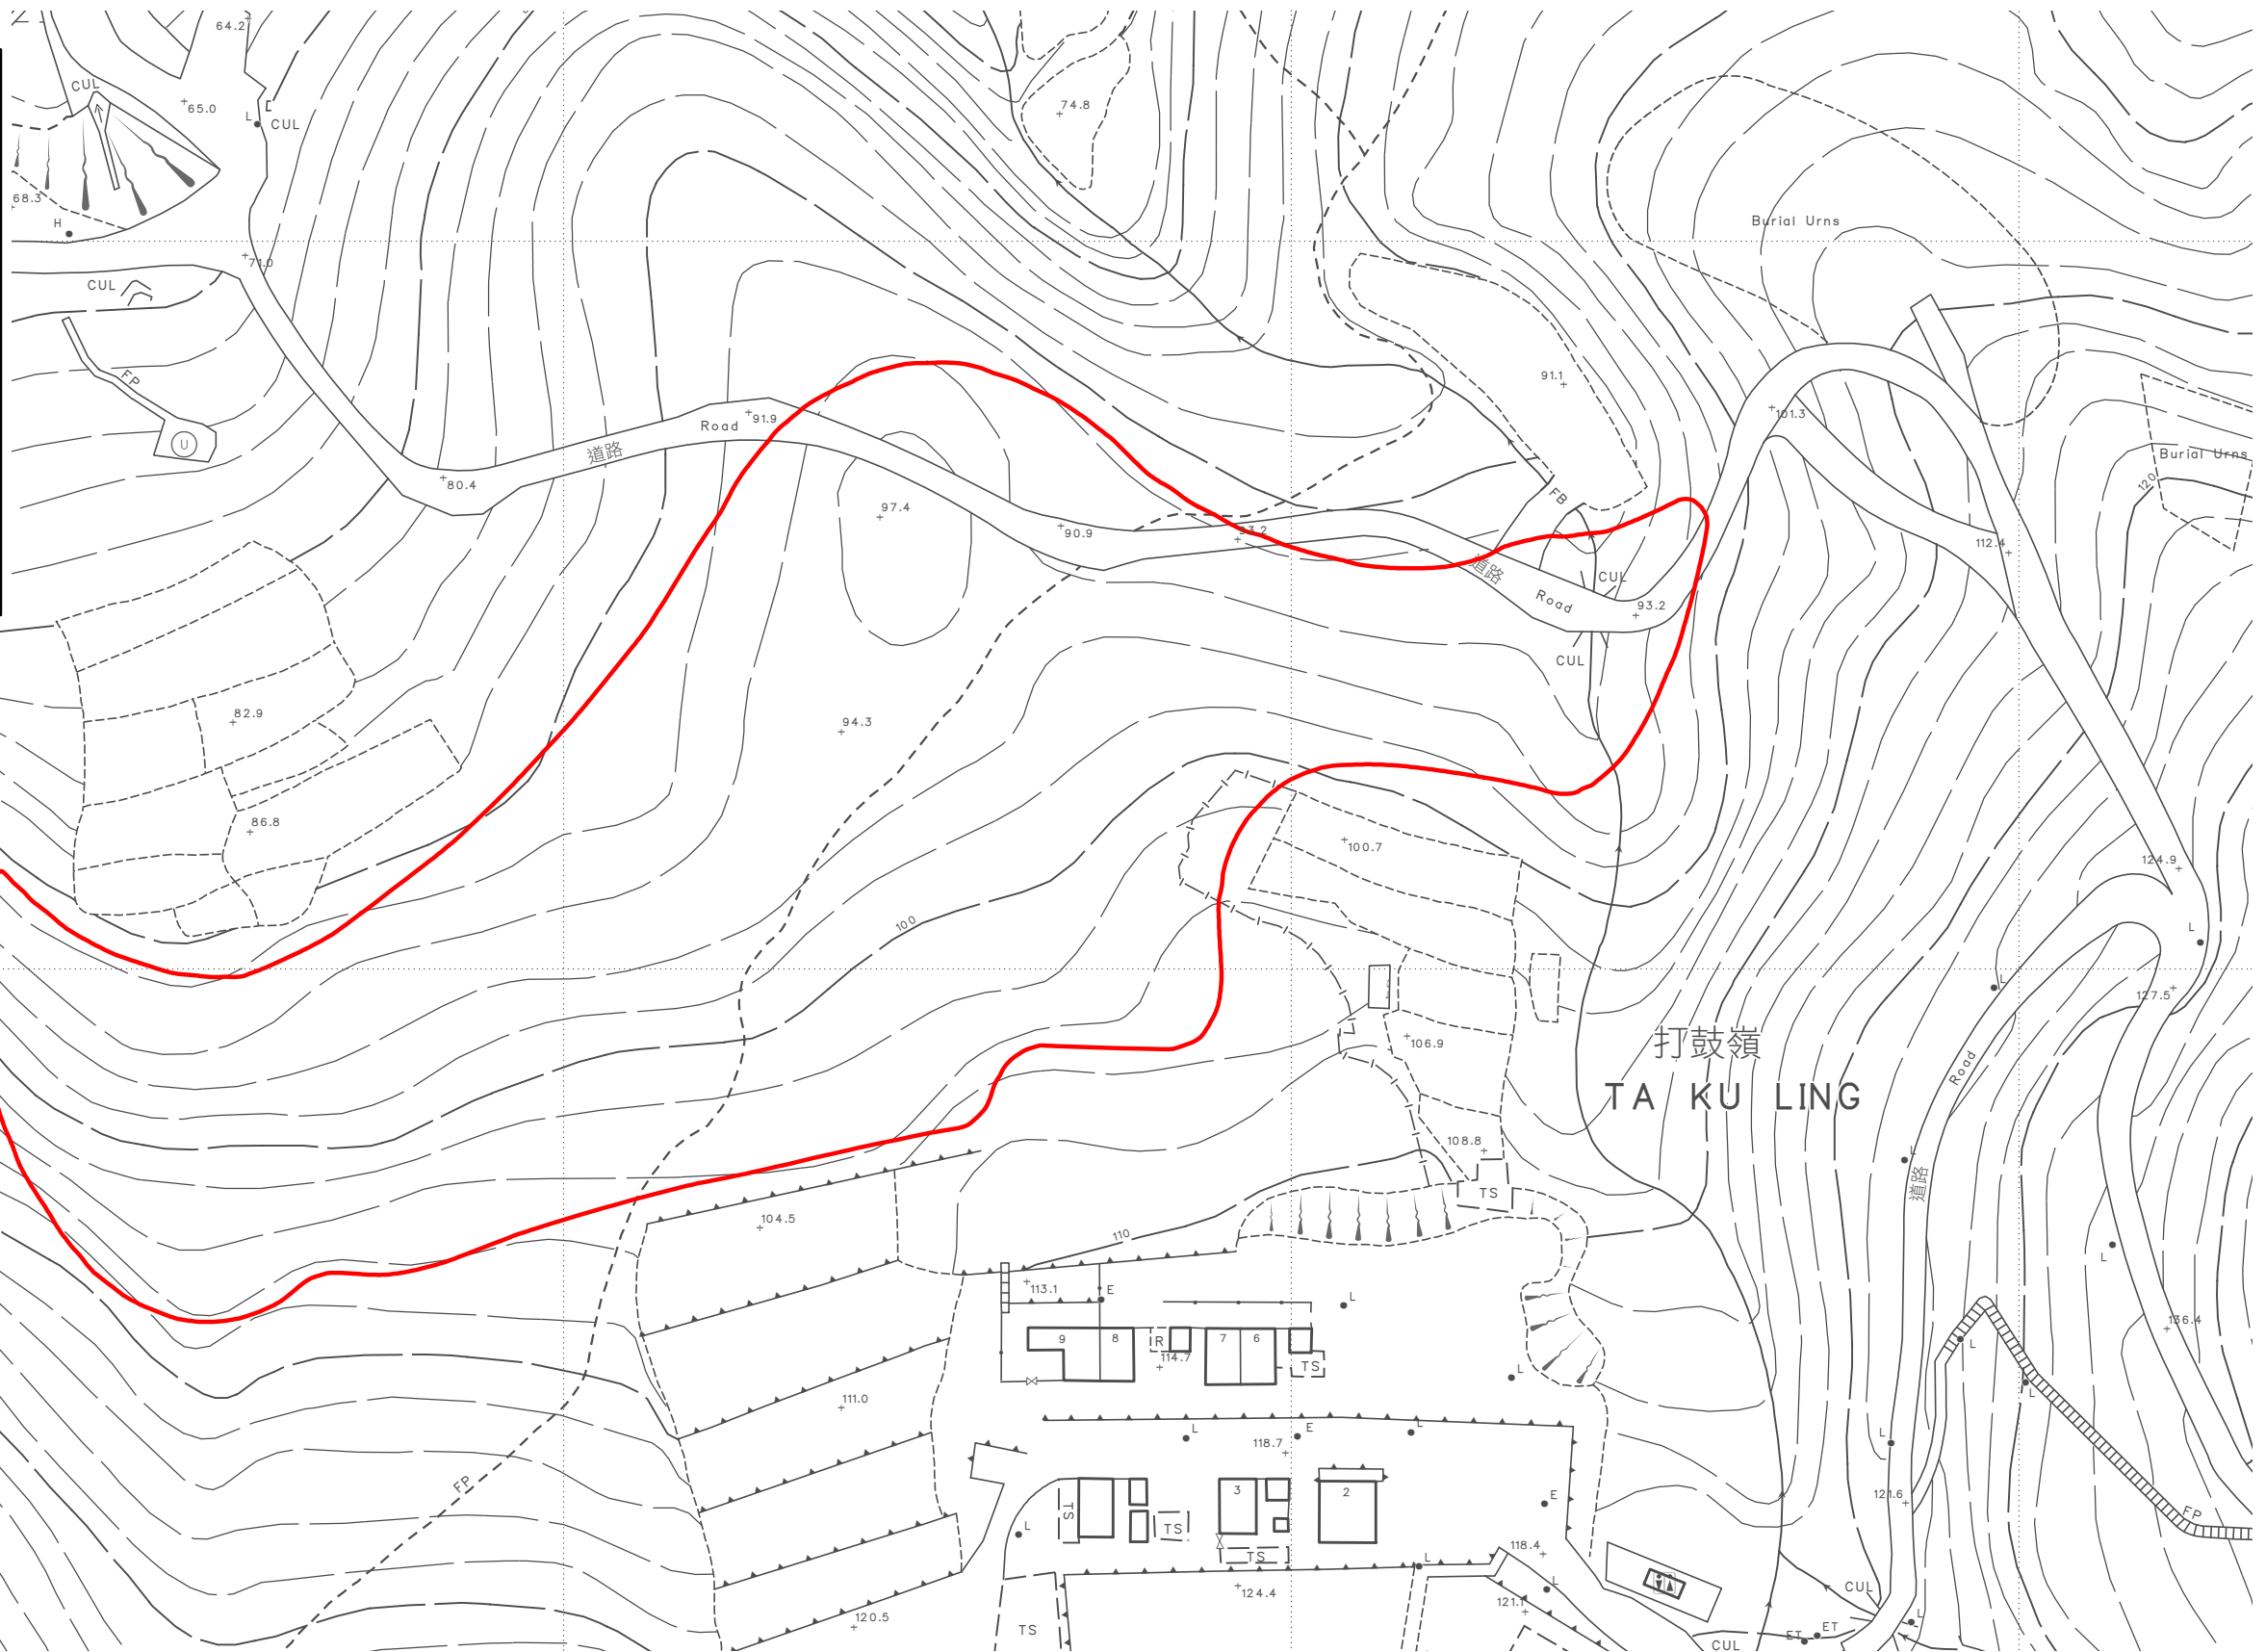 64.2
CUL
65.0
L
CUL
74.8
68.3
H
Burial Urns
71.0
CUL
FP
91.1
Road
91.9
101.3
道路
U
Burial Urns
80.4
120
FB
97.4
90.9
93.2
112.4
道路
CUL
Road
93.2
CUL
82.9
94.3
86.8
100.7
124.9
100
L
L
127.5
106.9
打鼓嶺
Road
TA KU LING
108.8
L
道路
TS
104.5
110
L
113.1
E
L
136.4
9
8
R
7
6
114.7
TS
L
L
L
111.0
L
E
L
118.7
L
FP
3
2
E
121.6
FP
TS
TS
L
TS
118.4
L
124.4
L
CUL
121.1
120.5
L
TS
ET
ET
CUL